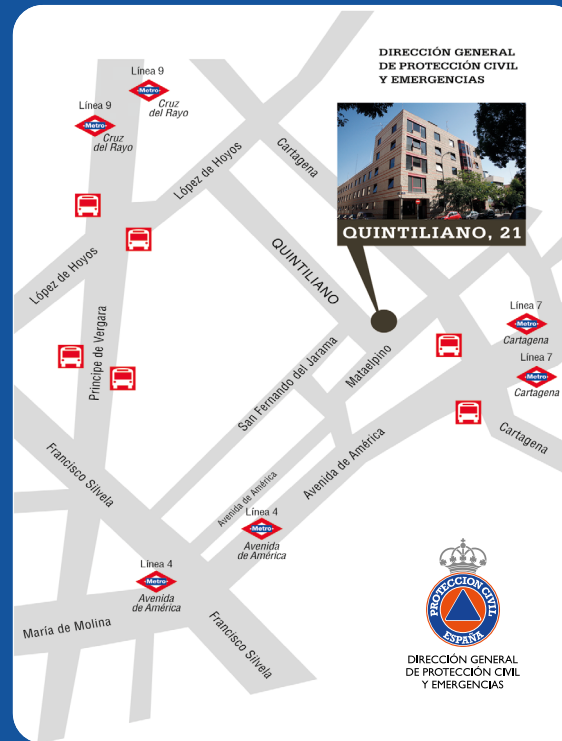 DIRECCIÓN GENERAL
DE PROTECCIÓN CIVIL
Y EMERGENCIAS
Línea 9
Metro
Cruz
del Rayo
Línea 9
Metro
Cruz
del Rayo
López de Hoyos
Cartagena
QUINTILIANO, 21
López de Hoyos
QUINTILIANO
Príncipe de Vergara
San Fernando del Jarama
Mataelpino
Línea 7
Metro
Cartagena
Línea 7
Metro
Cartagena
Cartagena
Francisco Silvela
Avenida de América
Avenida de América
Línea 4
Metro
Avenida
de América
Línea 4
Metro
Avenida
de América
María de Molina
Francisco Silvela
PROTECCION CIVIL
ESPAÑA
DIRECCIÓN GENERAL
DE PROTECCIÓN CIVIL
Y EMERGENCIAS